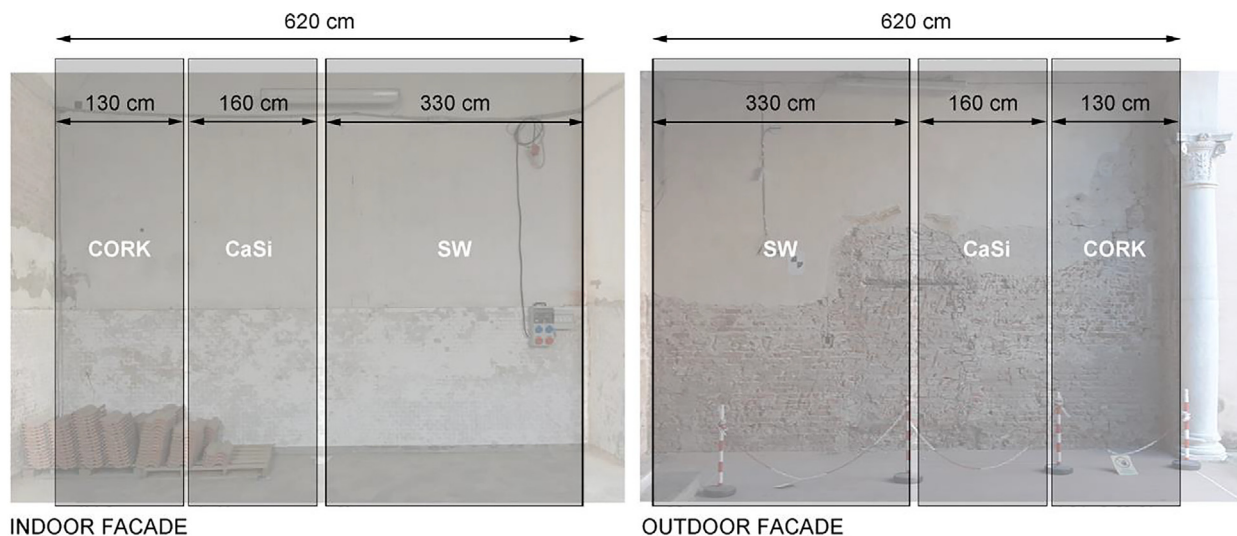 620 cm
130 cm 160 cm 330 cm
CORK CaSi SW
INDOOR FACADE
620 cm
330 cm 160 cm 130 cm
SW CaSi CORK
OUTDOOR FACADE